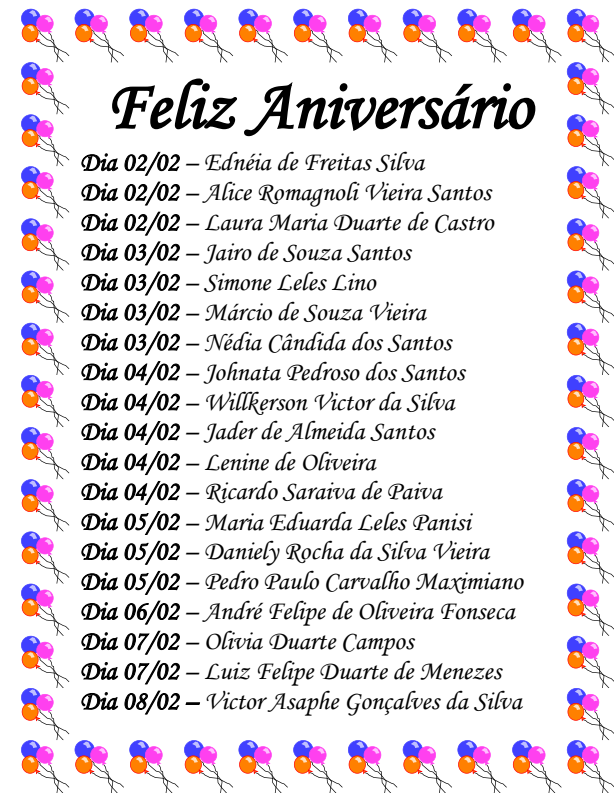 Feliz Aniversário
Dia 02/02 – Ednéia de Freitas Silva
Dia 02/02 – Alice Romagnoli Vieira Santos
Dia 02/02 – Laura Maria Duarte de Castro
Dia 03/02 – Jairo de Souza Santos
Dia 03/02 – Simone Leles Lino
Dia 03/02 – Márcio de Souza Vieira
Dia 03/02 – Nédia Cândida dos Santos
Dia 04/02 – Johnata Pedroso dos Santos
Dia 04/02 – Willkerson Victor da Silva
Dia 04/02 – Jader de Almeida Santos
Dia 04/02 – Lenine de Oliveira
Dia 04/02 – Ricardo Saraiva de Paiva
Dia 05/02 – Maria Eduarda Leles Panisi
Dia 05/02 – Daniely Rocha da Silva Vieira
Dia 05/02 – Pedro Paulo Carvalho Maximiano
Dia 06/02 – André Felipe de Oliveira Fonseca
Dia 07/02 – Olivia Duarte Campos
Dia 07/02 – Luiz Felipe Duarte de Menezes
Dia 08/02 – Victor Asaphe Gonçalves da Silva